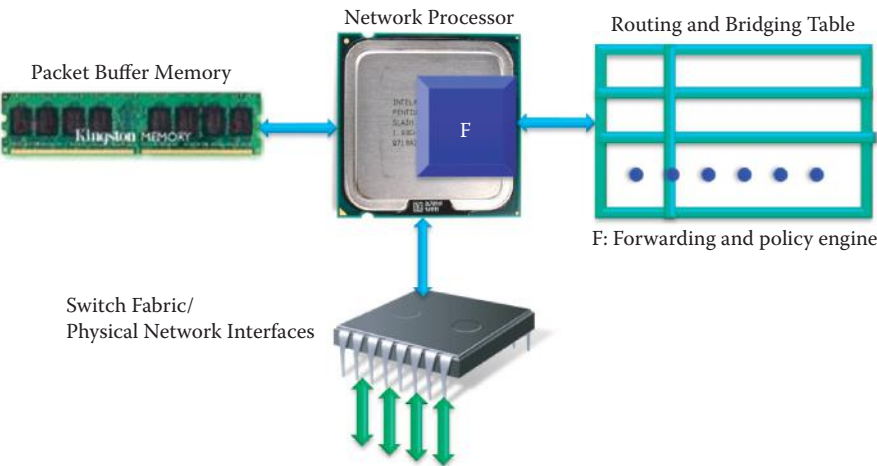 Network Processor
Routing and Bridging Table
Packet Buffer Memory
Kingston MEMORY
INTEL
PENTIU
F
F: Forwarding and policy engine
Switch Fabric/
Physical Network Interfaces